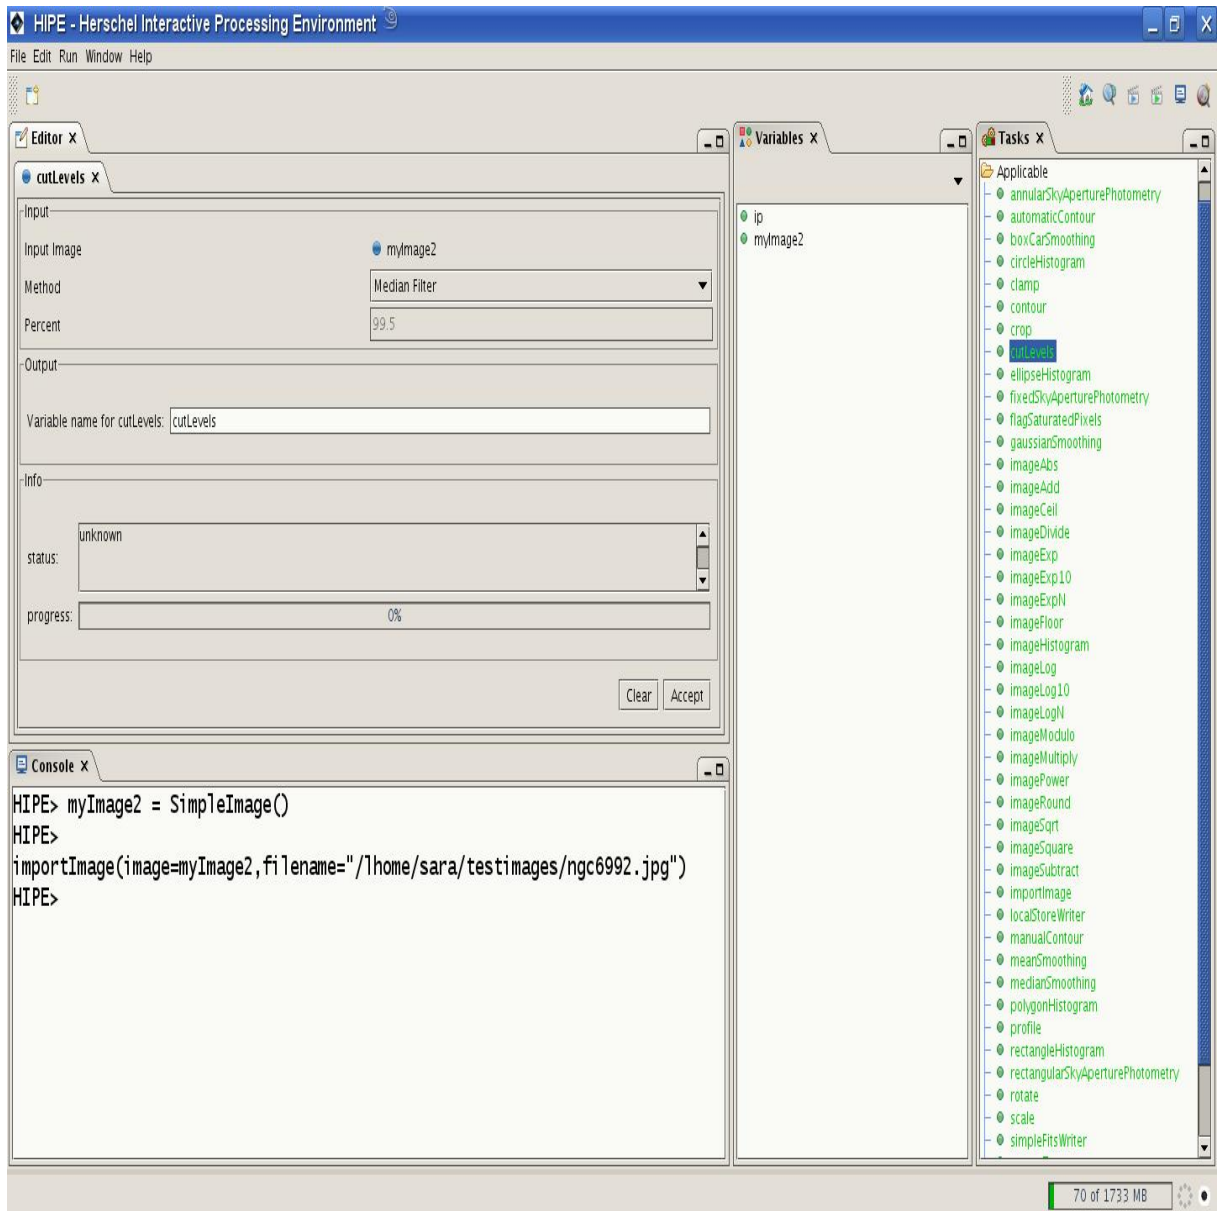 HIPE - Herschel Interactive Processing Environment
File Edit Run Window Help
Editor X
cutLevels X
Input
Input Image myImage2
Method Median Filter
Percent 99.5
Output
Variable name for cutLevels: cutLevels
Info
status: unknown
progress: 0%
Clear Accept
Console X
HIPE> myImage2 = SimpleImage()
HIPE>
importImage(image=myImage2,filename="/lhome/sara/testimages/ngc6992.jpg")
HIPE>
Variables X
ip
myImage2
Tasks X
Applicable
annularSkyAperturePhotometry
automaticContour
boxCarSmoothing
circleHistogram
clamp
contour
crop
cutLevels
ellipseHistogram
fixedSkyAperturePhotometry
flagSaturatedPixels
gaussianSmoothing
imageAbs
imageAdd
imageCeil
imageDivide
imageExp
imageExp10
imageExpN
imageFloor
imageHistogram
imageLog
imageLog10
imageLogN
imageModulo
imageMultiply
imagePower
imageRound
imageSqrt
imageSquare
imageSubtract
importImage
localStoreWriter
manualContour
meanSmoothing
medianSmoothing
polygonHistogram
profile
rectangleHistogram
rectangularSkyAperturePhotometry
rotate
scale
simpleFitsWriter
70 of 1733 MB